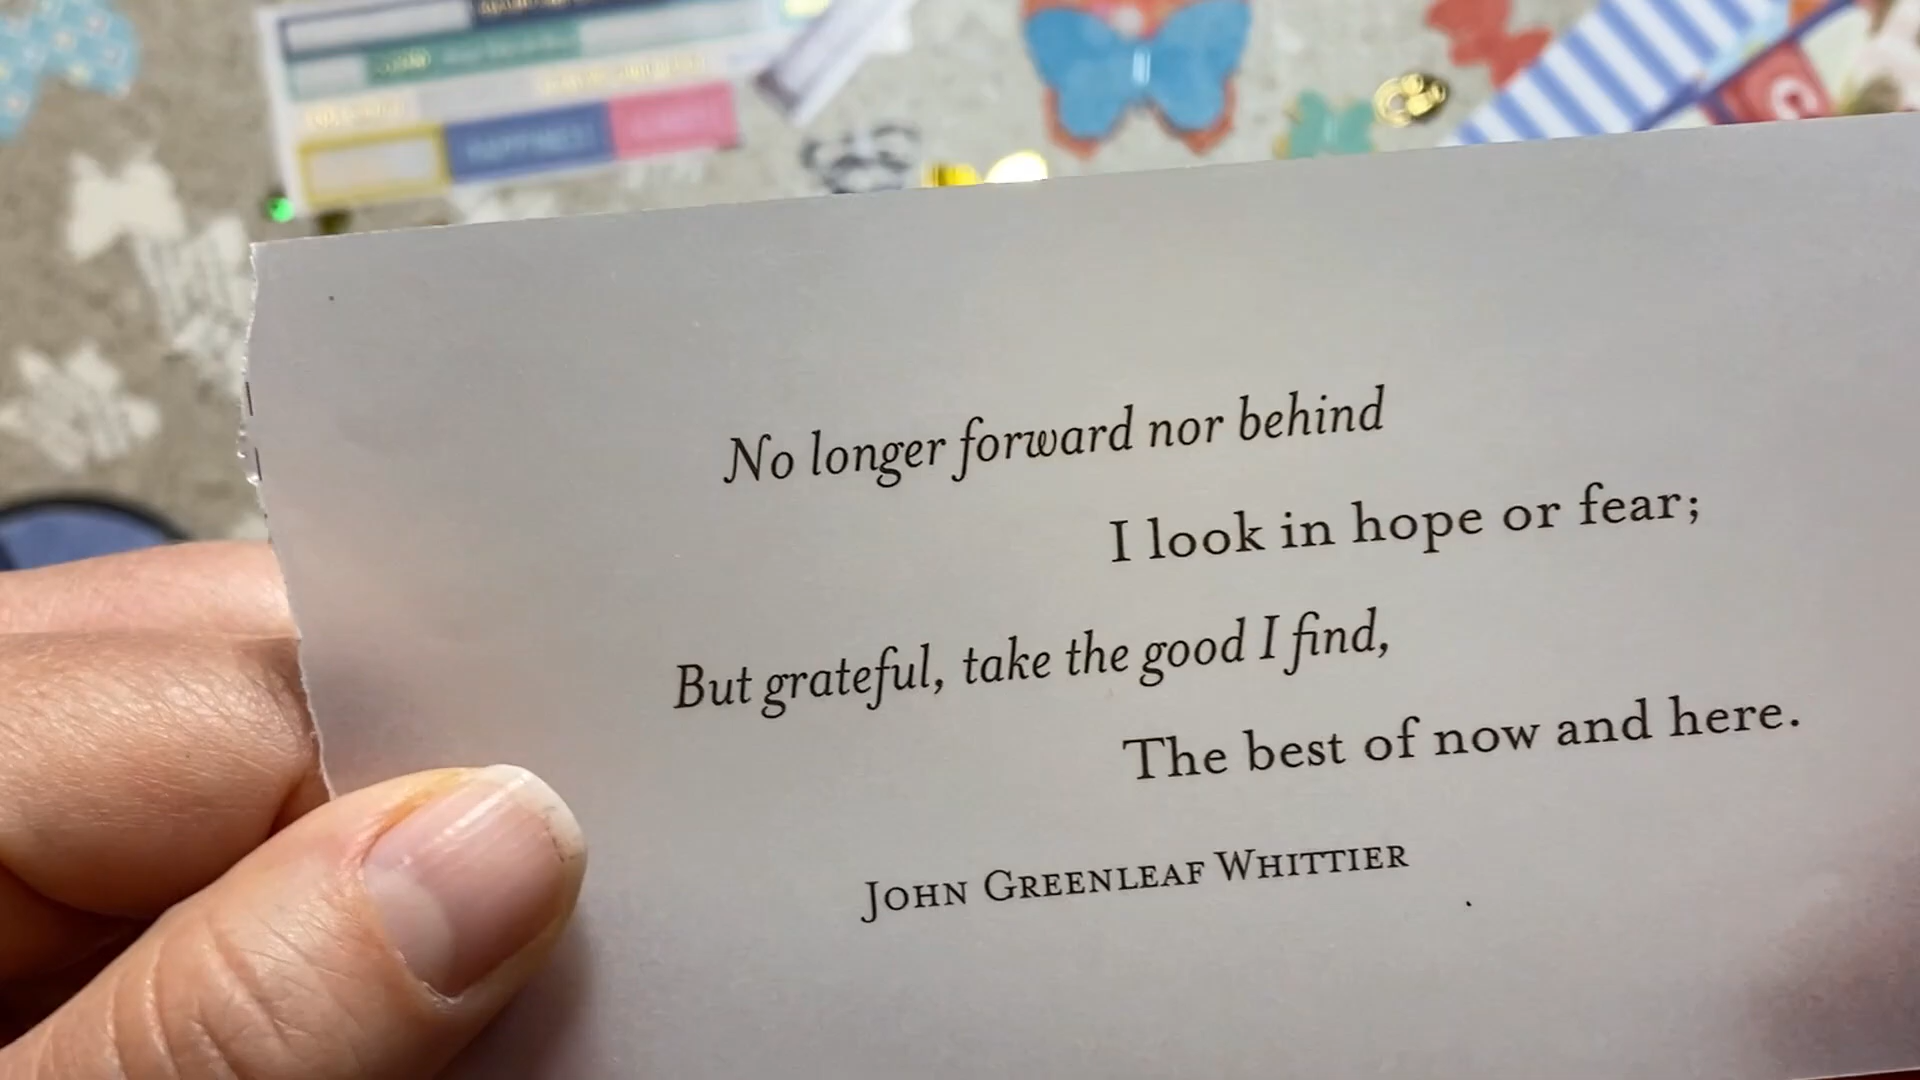 HAPPINESS
No longer forward nor behind
I look in hope or fear;
But grateful, take the good I find,
The best of now and here.
JOHN GREENLEAF WHITTIER